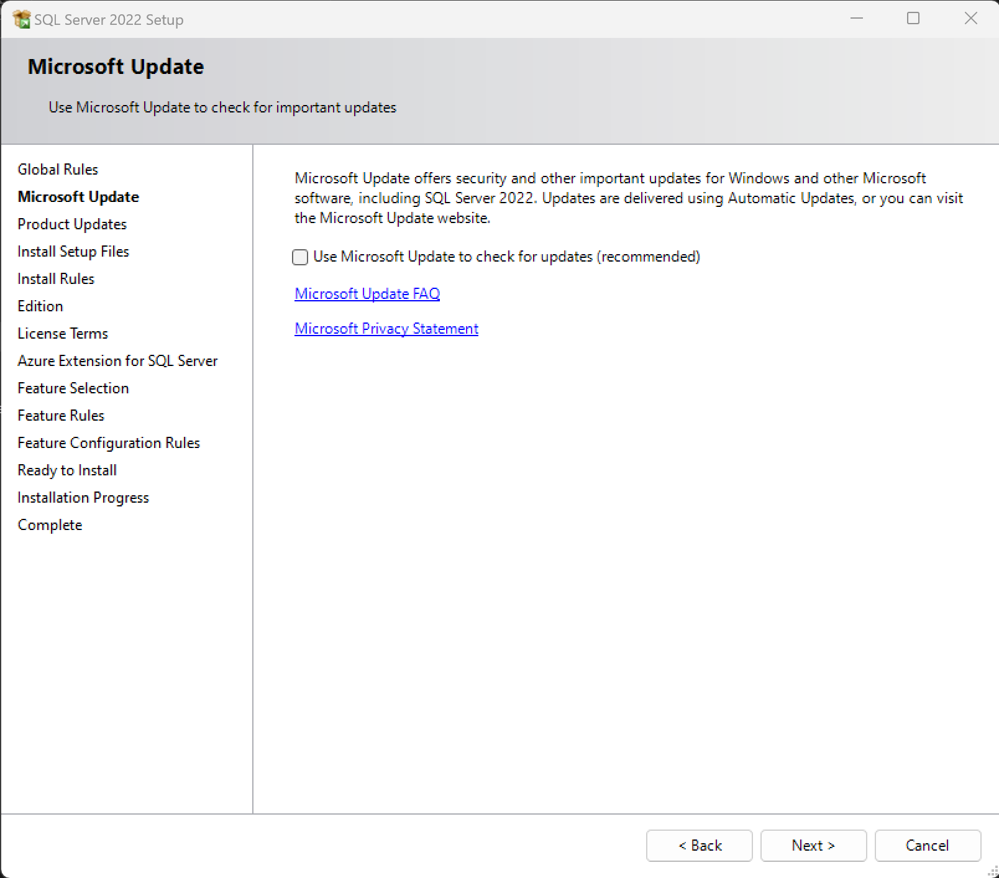 SQL Server 2022 Setup
Microsoft Update
Use Microsoft Update to check for important updates
Global Rules
Microsoft Update
Product Updates
Install Setup Files
Install Rules
Edition
License Terms
Azure Extension for SQL Server
Feature Selection
Feature Rules
Feature Configuration Rules
Ready to Install
Installation Progress
Complete
Microsoft Update offers security and other important updates for Windows and other Microsoft
software, including SQL Server 2022. Updates are delivered using Automatic Updates, or you can visit
the Microsoft Update website.
Use Microsoft Update to check for updates (recommended)
Microsoft Update FAQ
Microsoft Privacy Statement
< Back
Next >
Cancel